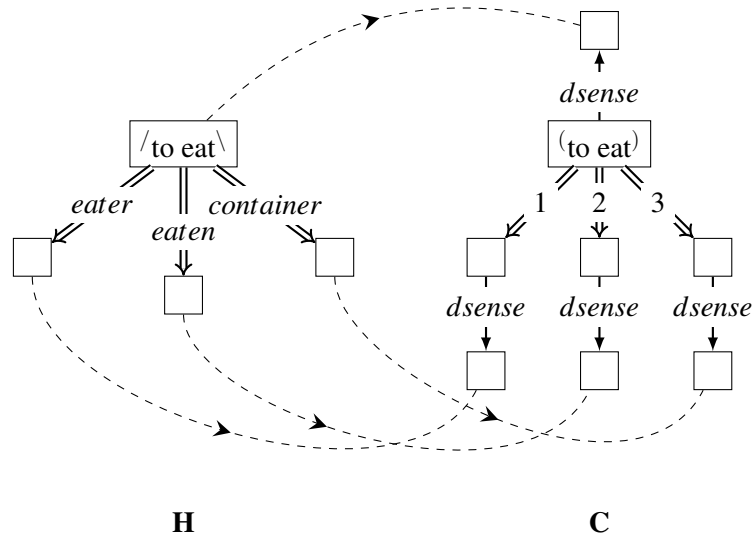 dsense
/to eat\
(to eat)
eater
container
1
2
3
eaten
dsense
dsense
dsense
H
C